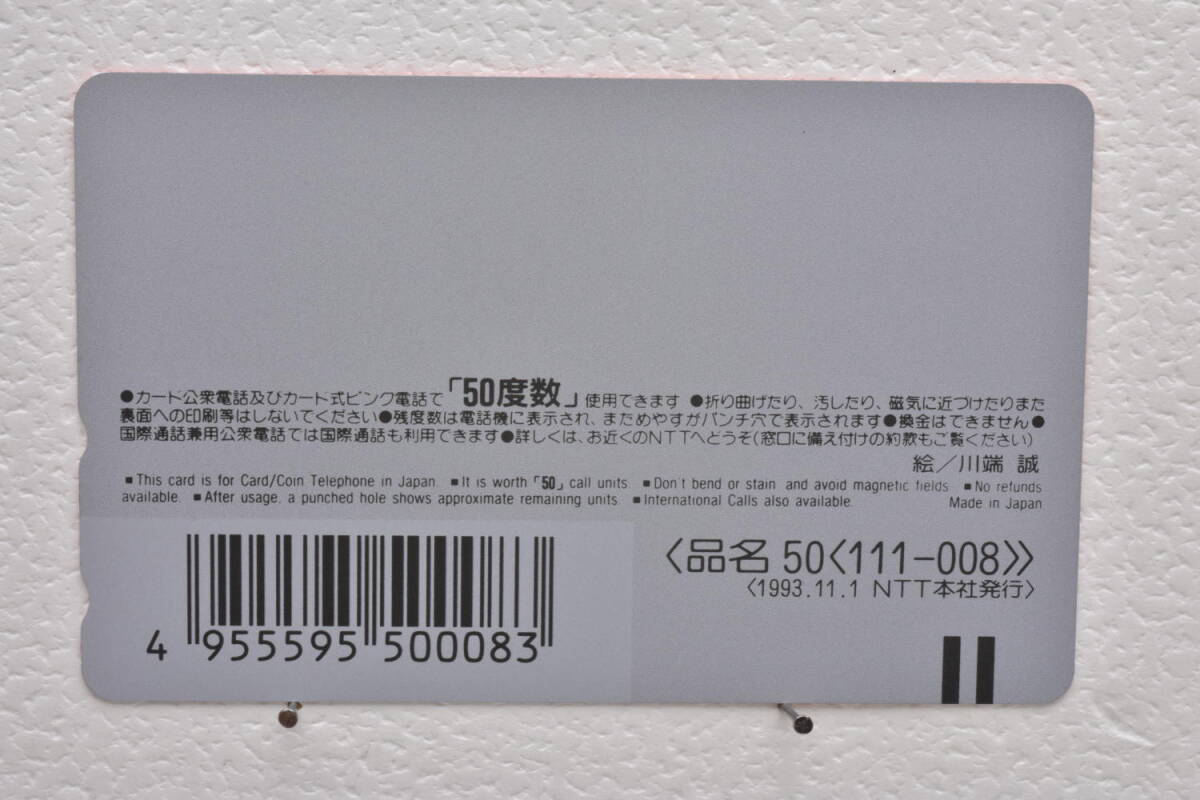 ●カード公衆電話及びカード式ピンク電話で「50度数」使用できます ●折り曲げたり、汚したり、磁気に近づけたりまた
裏面への印刷等はしないでください●残度数は電話機に表示され、まためやすがパンチ穴で表示されます●換金はできません●
国際通話兼用公衆電話では国際通話も利用できます●詳しくは、お近くのNTTへどうぞ(窓口に備え付けの約款もご覧ください)
絵／川端 誠
■This card is for Card/Coin Telephone in Japan. ■It is worth「50」call units. ■Don't bend or stain and avoid magnetic fields. ■No refunds
available. ■After usage, a punched hole shows approximate remaining units. ■International Calls also available. Made in Japan
〈品名 50〈111-008〉〉
〈1993.11.1 NTT本社発行〉
4 955595 500083